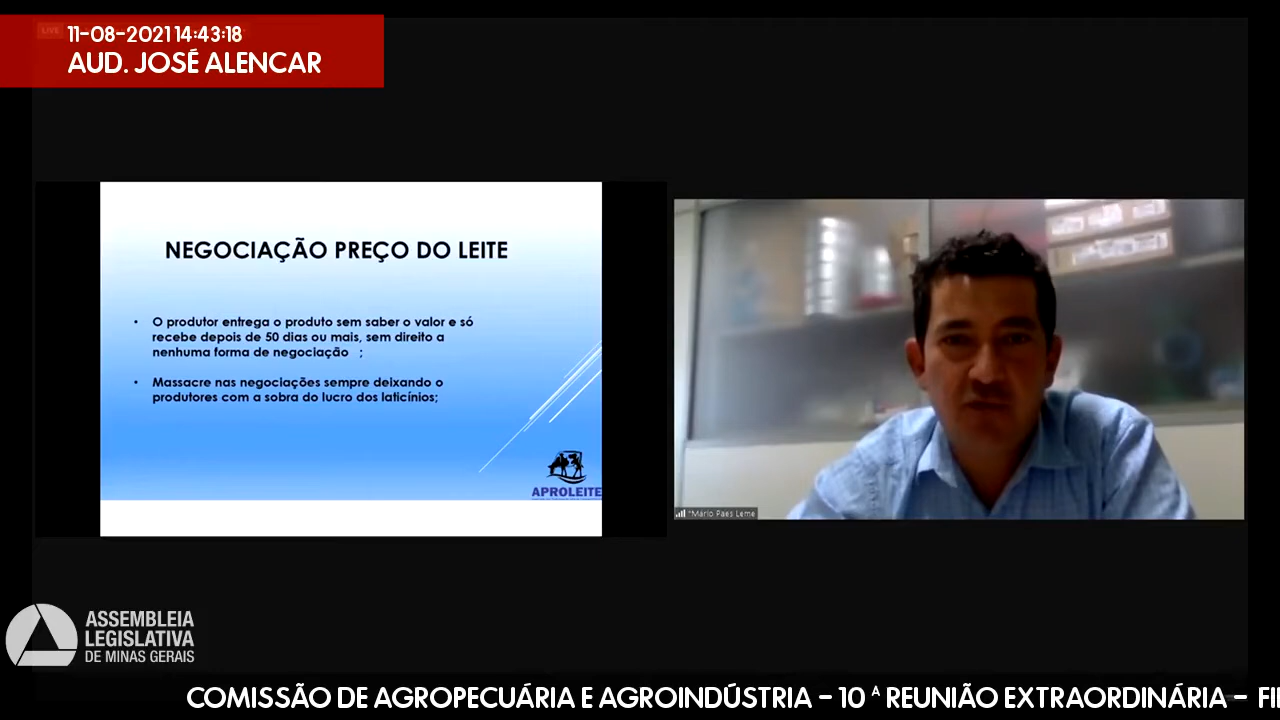 LIVE
11-08-2021 14:43:18
AUD. JOSÉ ALENCAR
NEGOCIAÇÃO PREÇO DO LEITE
• O produtor entrega o produto sem saber o valor e só
recebe depois de 50 dias ou mais, sem direito a
nenhuma forma de negociação ;
• Massacre nas negociações sempre deixando o
produtores com a sobra do lucro dos laticínios;
APROLEITE
*Mário Paes Leme
ASSEMBLEIA
LEGISLATIVA
DE MINAS GERAIS
COMISSÃO DE AGROPECUÁRIA E AGROINDÚSTRIA – 10 ª REUNIÃO EXTRAORDINÁRIA – FI